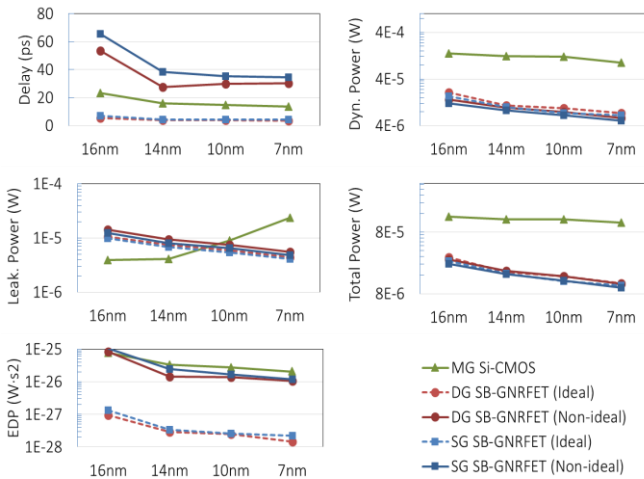 Delay (ps)
80
60
40
20
0
16nm 14nm 10nm 7nm
Dyn. Power (W)
4E-4
4E-5
4E-6
16nm 14nm 10nm 7nm
Leak. Power (W)
1E-4
1E-5
1E-6
16nm 14nm 10nm 7nm
Total Power (W)
8E-5
8E-6
16nm 14nm 10nm 7nm
EDP (W·s2)
1E-25
1E-26
1E-27
1E-28
16nm 14nm 10nm 7nm
MG Si-CMOS
DG SB-GNRFET (Ideal)
DG SB-GNRFET (Non-ideal)
SG SB-GNRFET (Ideal)
SG SB-GNRFET (Non-ideal)